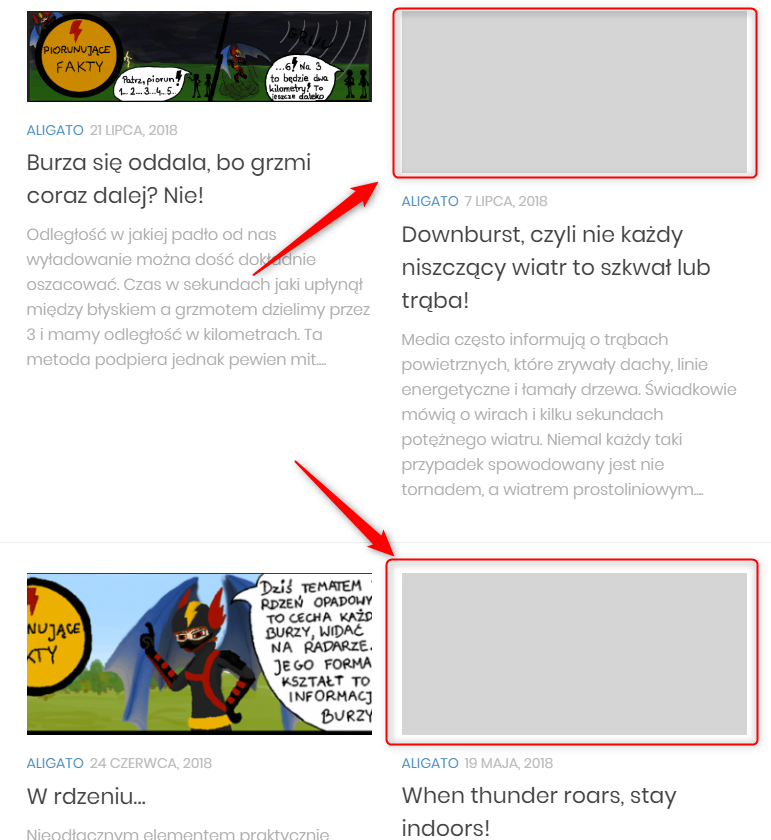 PIORUNUJĄCE
FAKTY
Patrz, piorun!
1... 2... 3...4...5..
...6! Na 3
to będzie dwa
kilometry! To
jeszcze daleko
ALIGATO 21 LIPCA, 2018
Burza się oddala, bo grzmi
coraz dalej? Nie!
Odległość w jakiej padło od nas
wyładowanie można dość dokładnie
oszacować. Czas w sekundach jaki upłynął
między błyskiem a grzmotem dzielimy przez
3 i mamy odległość w kilometrach. Ta
metoda podpiera jednak pewien mit....
ALIGATO 7 LIPCA, 2018
Downburst, czyli nie każdy
niszczący wiatr to szkwał lub
trąba!
Media często informują o trąbach
powietrznych, które zrywały dachy, linie
energetyczne i łamały drzewa. Świadkowie
mówią o wirach i kilku sekundach
potężnego wiatru. Niemal każdy taki
przypadek spowodowany jest nie
tornadem, a wiatrem prostoliniowym....
NUJĄCE
KTY
Dziś TEMATEM
RDZEŃ OPADOWY
TO CECHA KAŻD
BURZY, WIDAĆ
NA RADARZE.
JEGO FORMA
KSZTAŁT TO
INFORMACJ
BURZY
ALIGATO 24 CZERWCA, 2018
W rdzeniu...
Nieodłącznym elementem praktycznie
ALIGATO 19 MAJA, 2018
When thunder roars, stay
indoors!